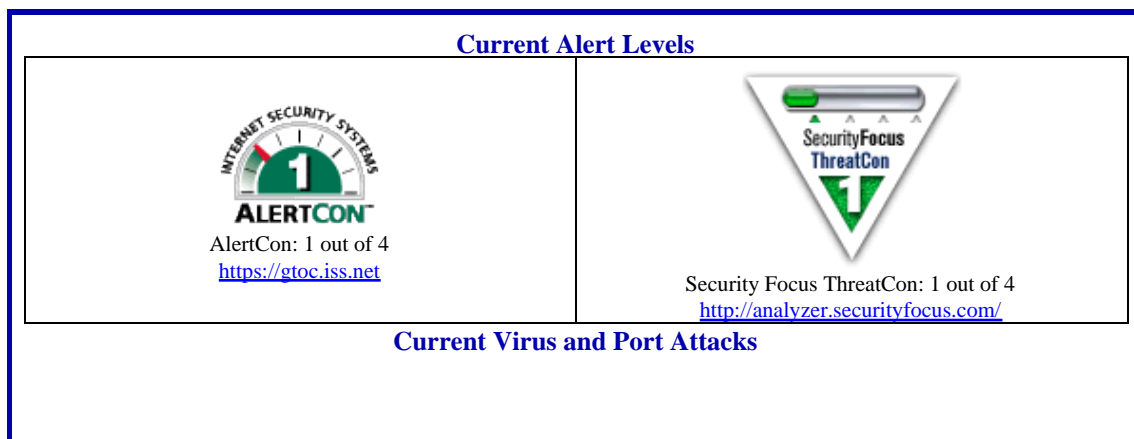 Current Alert Levels
INTERNET SECURITY SYSTEMS
1
ALERTCON™
AlertCon: 1 out of 4
https://gtoc.iss.net
SecurityFocus
ThreatCon
1
Security Focus ThreatCon: 1 out of 4
http://analyzer.securityfocus.com/
Current Virus and Port Attacks